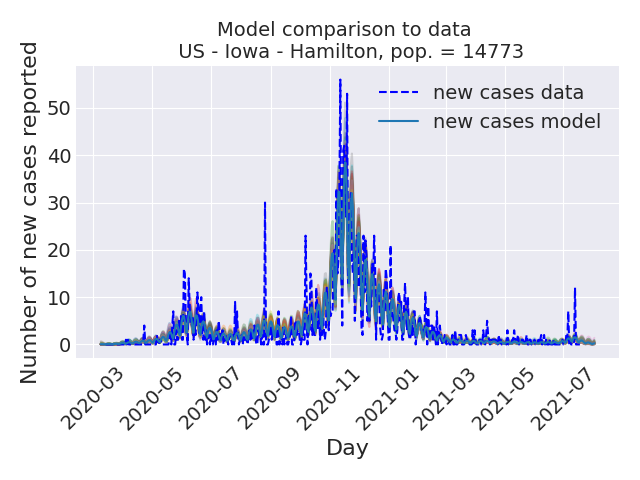 Model comparison to data
US - Iowa - Hamilton, pop. = 14773
Number of new cases reported
50
40
30
20
10
0
new cases data
new cases model
2020-03
2020-05
2020-07
2020-09
2020-11
2021-01
2021-03
2021-05
2021-07
Day